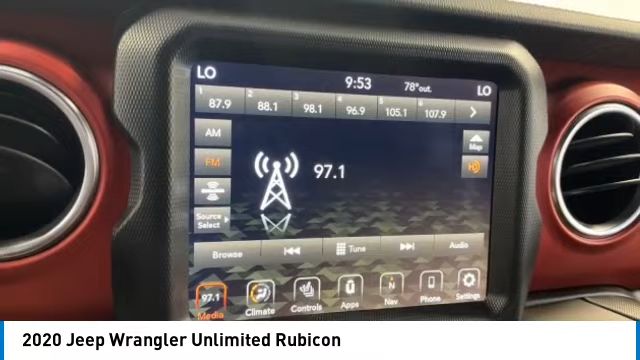 LO 9:53 78°out. LO
1 2 3 4 5 6
87.9 88.1 98.1 96.9 105.1 107.9
AM
Map
FM
97.1
Source
Select
Browse Tune Audio
97.1 N
Media Climate Controls Apps Nav Phone Settings
2020 Jeep Wrangler Unlimited Rubicon